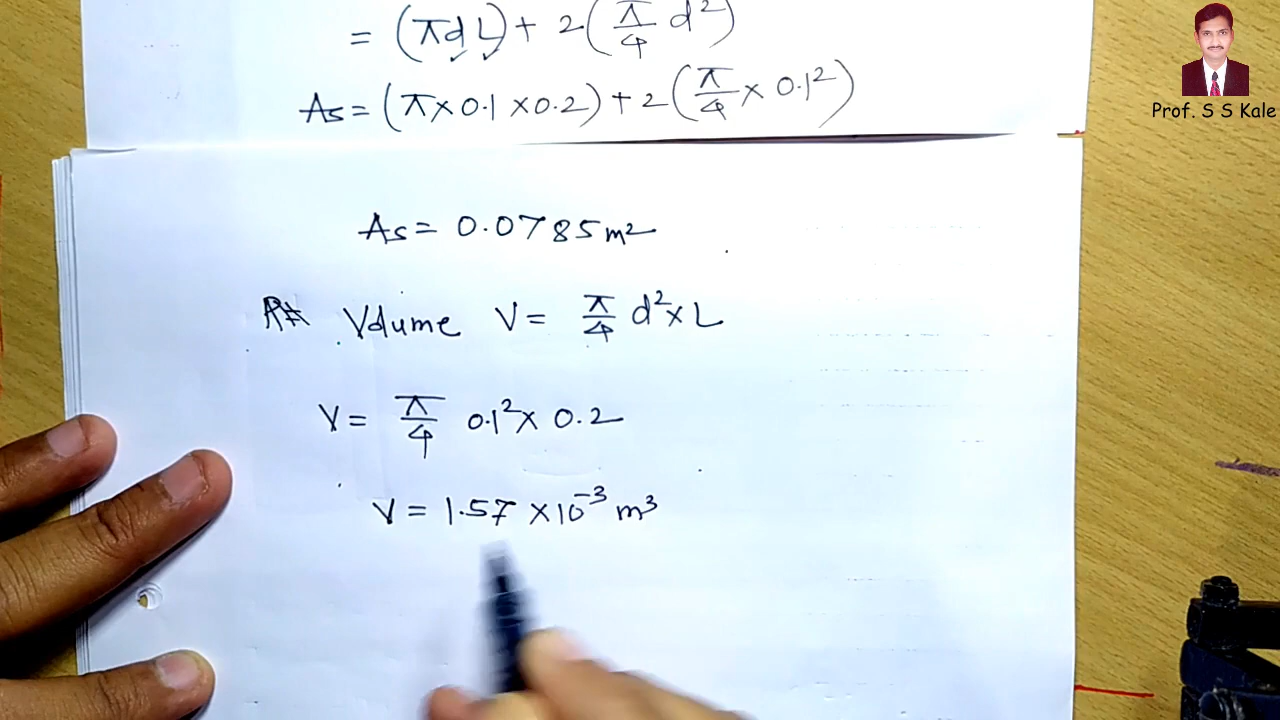 = (πdL) + 2(π/4 d²)
As = (π×0.1×0.2)+2(π/4 × 0.1²)
Prof. S S Kale
As = 0.0785 m²
Volume V = π/4 d²×L
V = π/4 0.1²× 0.2
V = 1.57 ×10⁻³ m³